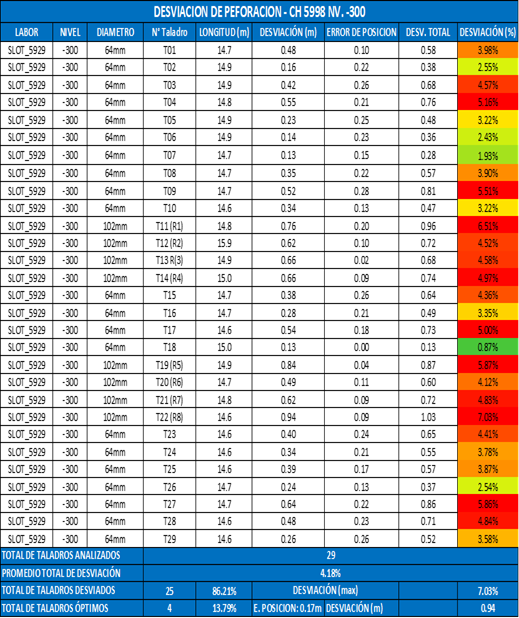 DESVIACION DE PEFORACION - CH 5998 NV. -300
LABOR NIVEL DIAMETRO N° Taladro LONGITUD (m) DESVIACIÓN (m) ERROR DE POSICION DESV. TOTAL DESVIACIÓN (%)
SLOT_5929 -300 64mm T01 14.7 0.48 0.10 0.58 3.98%
SLOT_5929 -300 64mm T02 14.9 0.16 0.22 0.38 2.55%
SLOT_5929 -300 64mm T03 14.9 0.42 0.26 0.68 4.57%
SLOT_5929 -300 64mm T04 14.8 0.55 0.21 0.76 5.16%
SLOT_5929 -300 64mm T05 14.9 0.23 0.25 0.48 3.22%
SLOT_5929 -300 64mm T06 14.9 0.14 0.23 0.36 2.43%
SLOT_5929 -300 64mm T07 14.7 0.13 0.15 0.28 1.93%
SLOT_5929 -300 64mm T08 14.7 0.35 0.22 0.57 3.90%
SLOT_5929 -300 64mm T09 14.7 0.52 0.28 0.81 5.51%
SLOT_5929 -300 64mm T10 14.6 0.34 0.13 0.47 3.22%
SLOT_5929 -300 102mm T11 (R1) 14.8 0.76 0.20 0.96 6.51%
SLOT_5929 -300 102mm T12 (R2) 15.9 0.62 0.10 0.72 4.52%
SLOT_5929 -300 102mm T13 R(3) 14.9 0.66 0.02 0.68 4.58%
SLOT_5929 -300 102mm T14 (R4) 15.0 0.66 0.09 0.74 4.97%
SLOT_5929 -300 64mm T15 14.7 0.38 0.26 0.64 4.36%
SLOT_5929 -300 64mm T16 14.7 0.28 0.21 0.49 3.35%
SLOT_5929 -300 64mm T17 14.6 0.54 0.18 0.73 5.00%
SLOT_5929 -300 64mm T18 15.0 0.13 0.00 0.13 0.87%
SLOT_5929 -300 102mm T19 (R5) 14.9 0.84 0.04 0.87 5.87%
SLOT_5929 -300 102mm T20 (R6) 14.7 0.49 0.11 0.60 4.12%
SLOT_5929 -300 102mm T21 (R7) 14.8 0.62 0.09 0.72 4.83%
SLOT_5929 -300 102mm T22 (R8) 14.6 0.94 0.09 1.03 7.03%
SLOT_5929 -300 64mm T23 14.6 0.40 0.24 0.65 4.41%
SLOT_5929 -300 64mm T24 14.6 0.34 0.21 0.55 3.78%
SLOT_5929 -300 64mm T25 14.6 0.39 0.17 0.57 3.87%
SLOT_5929 -300 64mm T26 14.7 0.24 0.13 0.37 2.54%
SLOT_5929 -300 64mm T27 14.7 0.64 0.22 0.86 5.86%
SLOT_5929 -300 64mm T28 14.6 0.48 0.23 0.71 4.84%
SLOT_5929 -300 64mm T29 14.6 0.26 0.26 0.52 3.58%
TOTAL DE TALADROS ANALIZADOS 29
PROMEDIO TOTAL DE DESVIACIÓN 4.18%
TOTAL DE TALADROS DESVIADOS 25 86.21% DESVIACIÓN (max) 7.03%
TOTAL DE TALADROS ÓPTIMOS 4 13.79% E. POSICION: 0.17m DESVIACIÓN (m) 0.94